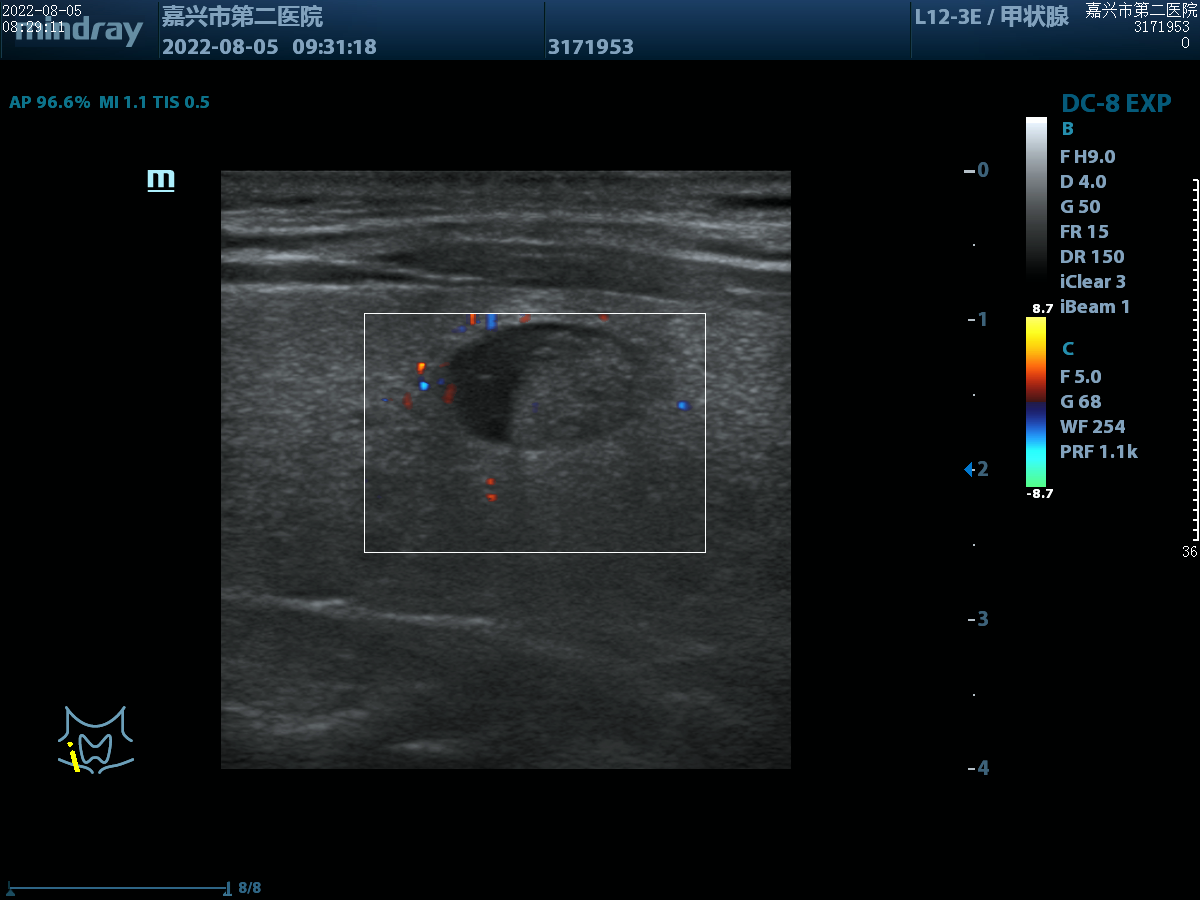 2022-08-05
08:29:11
mindray
嘉兴市第二医院
2022-08-05 09:31:18
3171953
L12-3E / 甲状腺
嘉兴市第二医院
3171953
0
AP 96.6% MI 1.1 TIS 0.5
DC-8 EXP
B
F H9.0
D 4.0
G 50
FR 15
DR 150
iClear 3
iBeam 1
8.7
C
F 5.0
G 68
WF 254
PRF 1.1k
-8.7
m
0
1
2
3
4
36
8/8